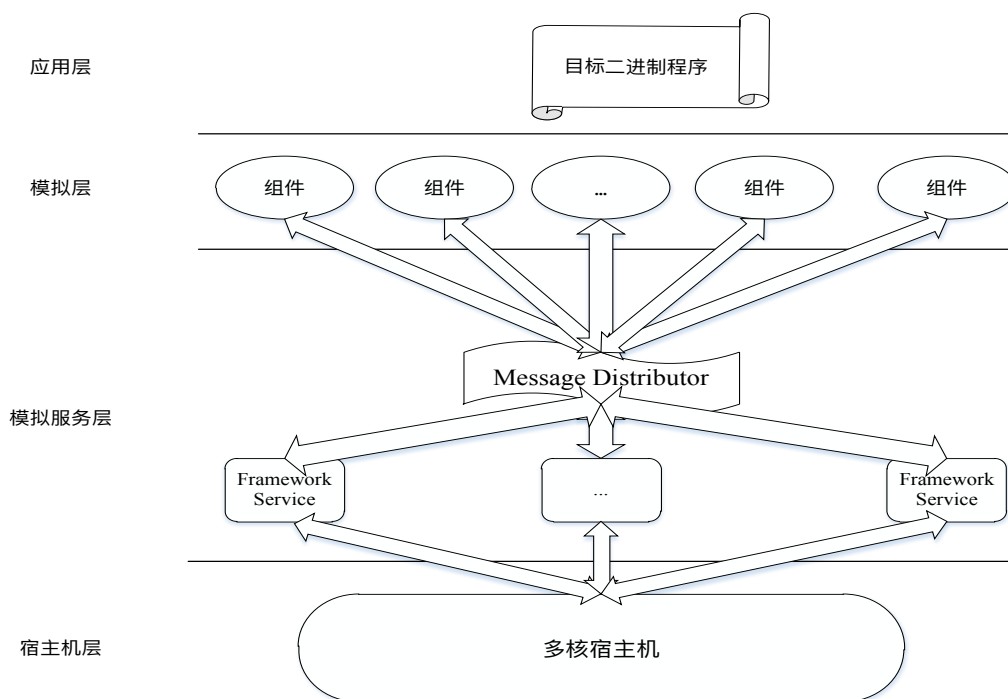 应用层
目标二进制程序
模拟层
组件
组件
...
组件
组件
模拟服务层
Message Distributor
Framework
Service
...
Framework
Service
宿主机层
多核宿主机